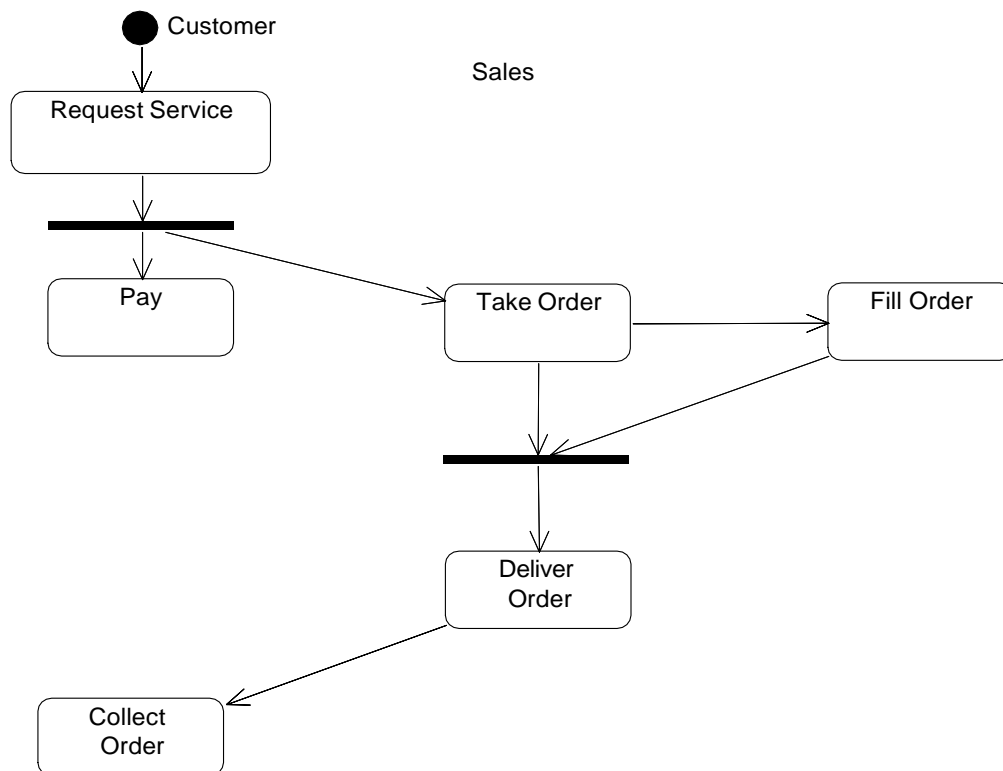 Customer
Sales
Request Service
Pay
Take Order
Fill Order
Deliver
Order
Collect
Order